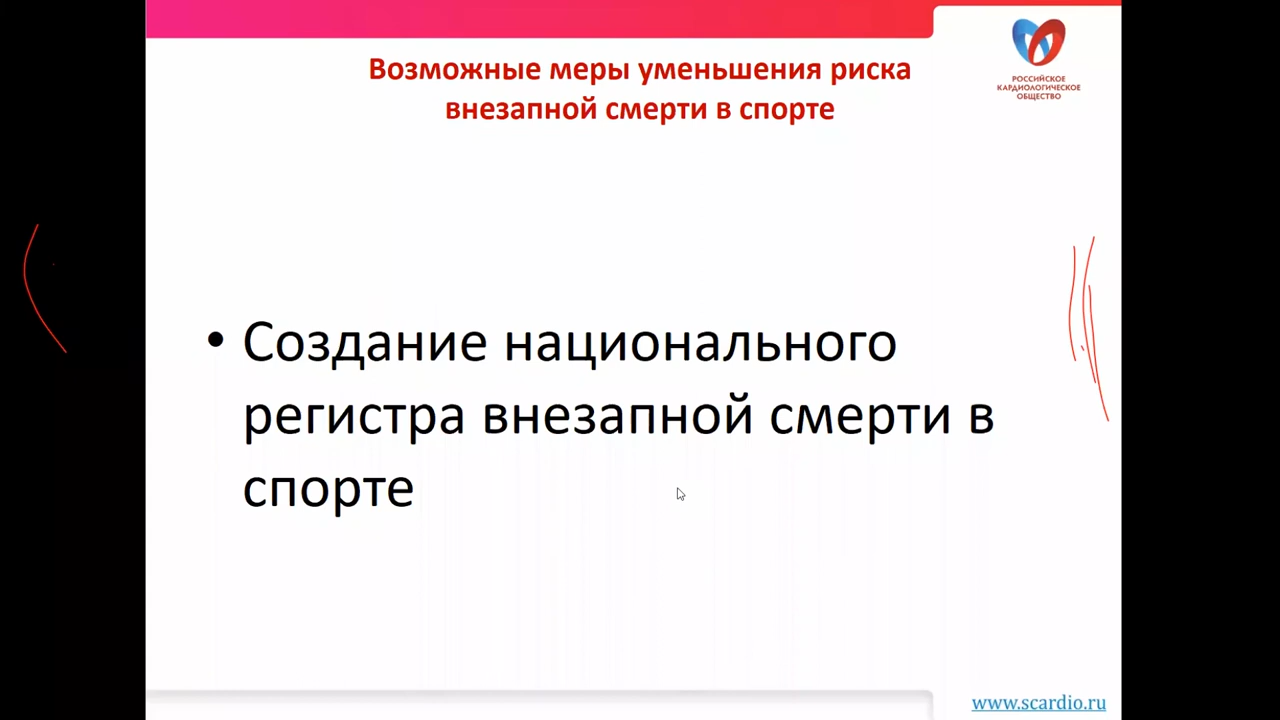 Возможные меры уменьшения риска
внезапной смерти в спорте
РОССИЙСКОЕ
КАРДИОЛОГИЧЕСКОЕ
ОБЩЕСТВО
• Создание национального
регистра внезапной смерти в
спорте
www.scardio.ru